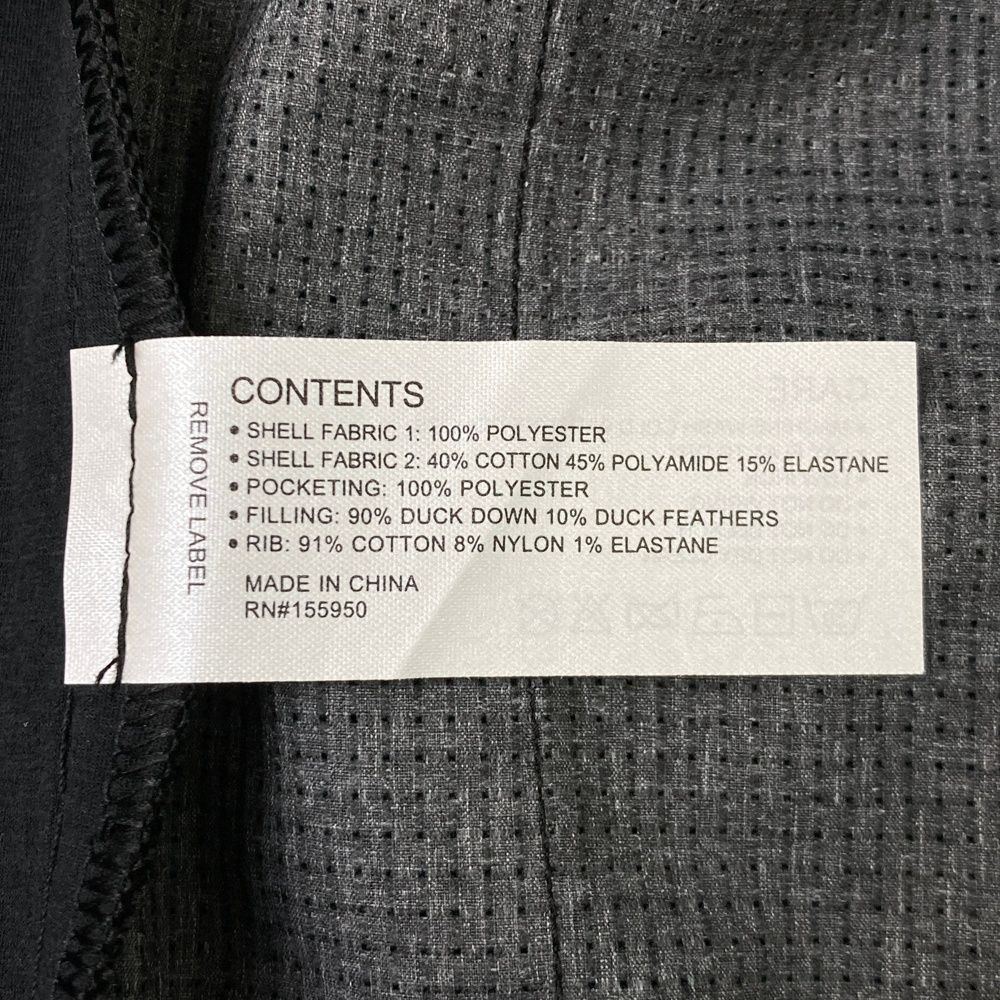 CONTENTS
• SHELL FABRIC 1: 100% POLYESTER
• SHELL FABRIC 2: 40% COTTON 45% POLYAMIDE 15% ELASTANE
• POCKETING: 100% POLYESTER
• FILLING: 90% DUCK DOWN 10% DUCK FEATHERS
• RIB: 91% COTTON 8% NYLON 1% ELASTANE
MADE IN CHINA
RN#155950
REMOVE LABEL